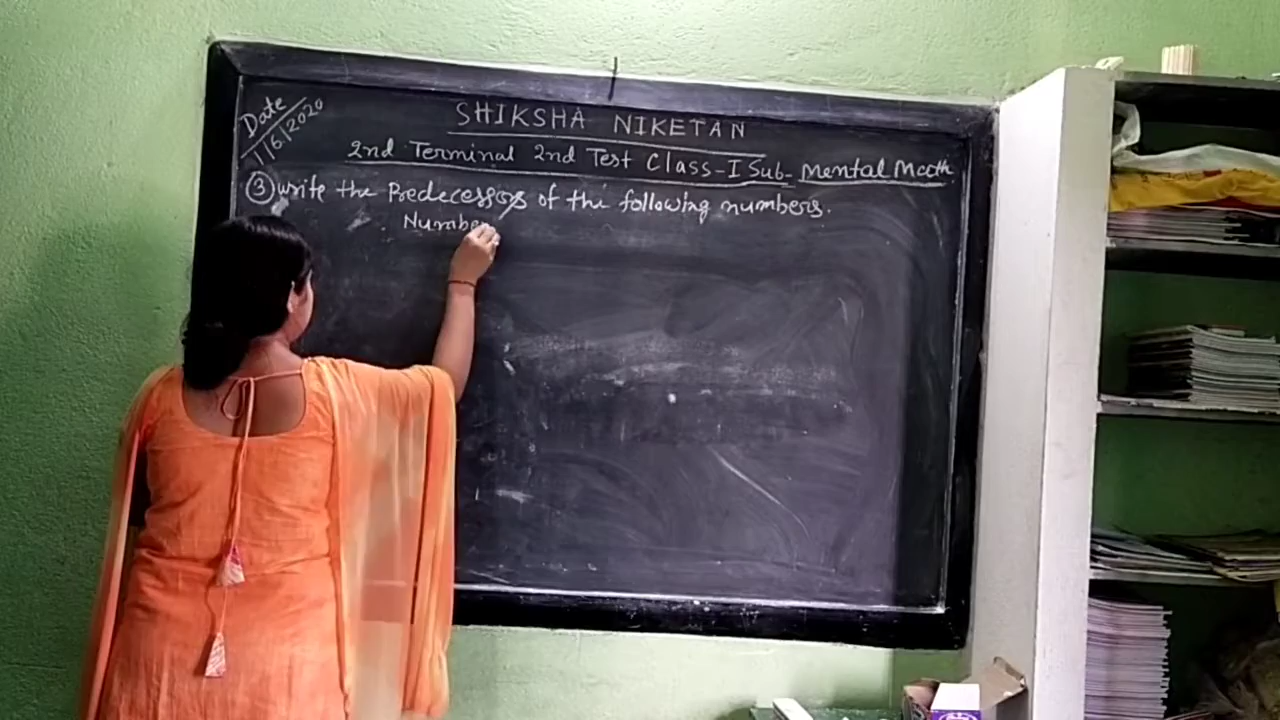 Date
1/6/2020
SHIKSHA NIKETAN
2nd Terminal 2nd Test Class-I Sub- Mental Math
③ Write the Predecessors of the following numbers.
Number